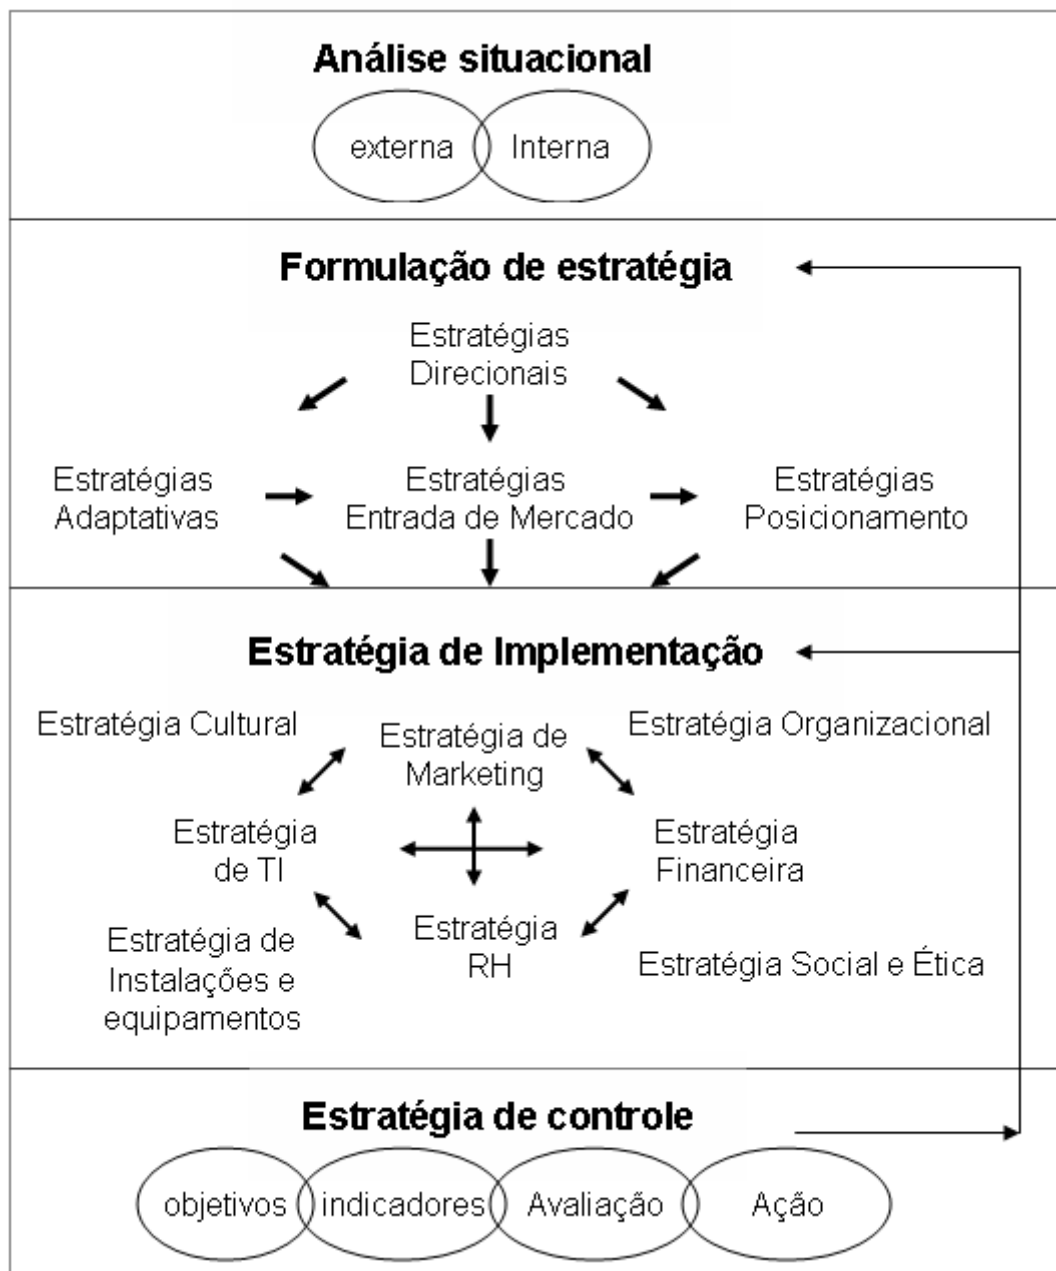 Análise situacional
externa
Interna
Formulação de estratégia
Estratégias
Direcionais
Estratégias
Adaptativas
Estratégias
Entrada de Mercado
Estratégias
Posicionamento
Estratégia de Implementação
Estratégia Cultural
Estratégia de
Marketing
Estratégia Organizacional
Estratégia
de TI
Estratégia
Financeira
Estratégia de
Instalações e
equipamentos
Estratégia
RH
Estratégia Social e Ética
Estratégia de controle
objetivos
indicadores
Avaliação
Ação